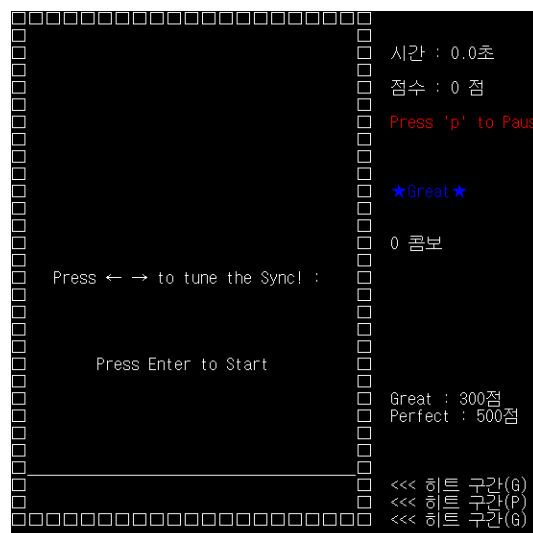 시간 : 0.0초
점수 : 0 점
Press 'p' to Paus
★Great★
0 콤보
Press ← → to tune the Sync! :
Press Enter to Start
Great : 300점
Perfect : 500점
<<< 히트 구간(G)
<<< 히트 구간(P)
<<< 히트 구간(G)